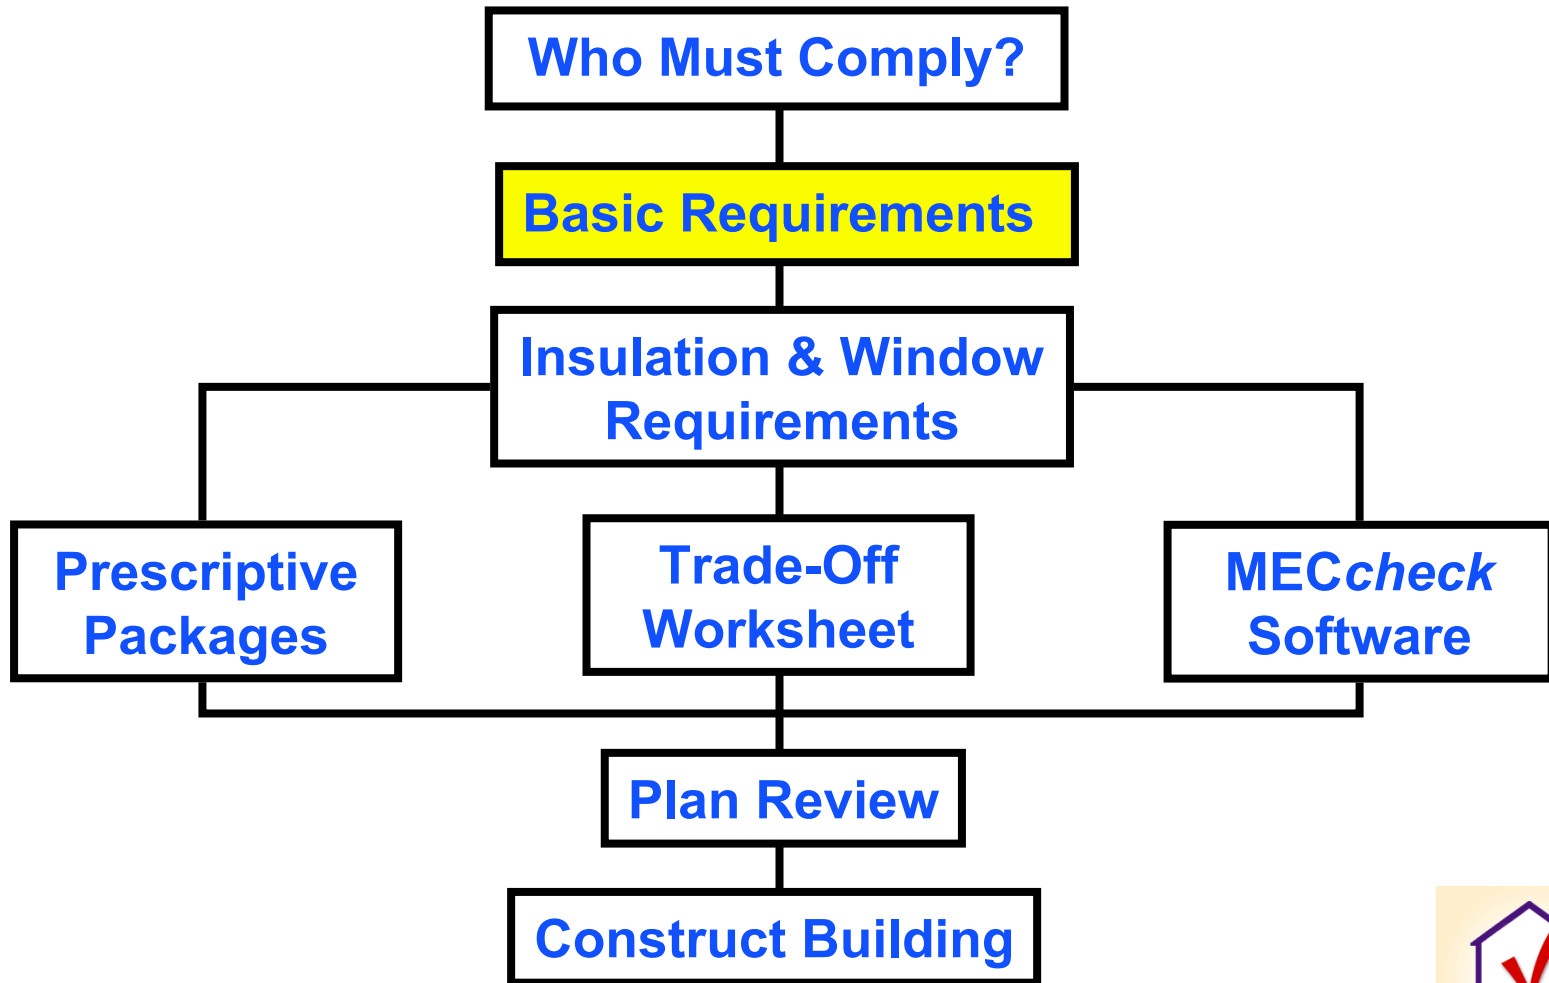 Who Must Comply?
Basic Requirements
Insulation & Window
Requirements
Prescriptive
Packages
Trade-Off
Worksheet
MECcheck
Software
Plan Review
Construct Building